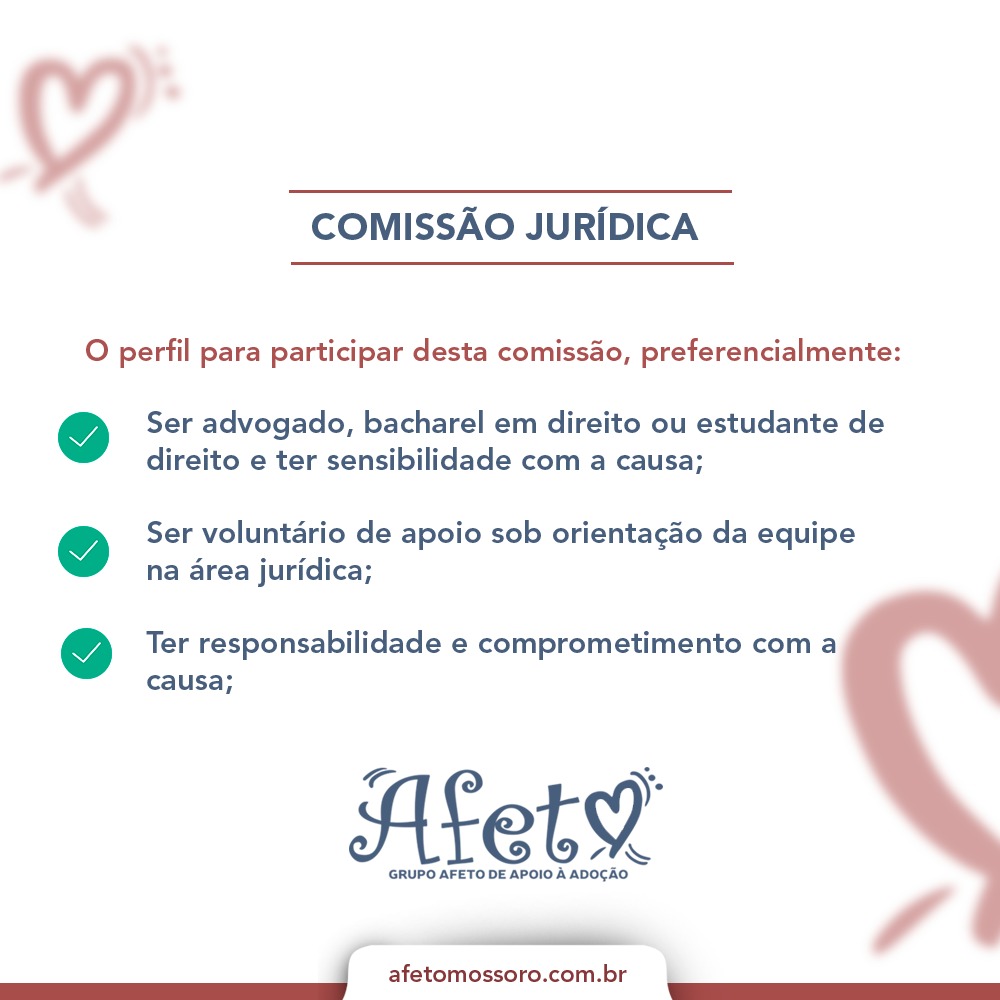 COMISSÃO JURÍDICA
O perfil para participar desta comissão, preferencialmente:
Ser advogado, bacharel em direito ou estudante de
direito e ter sensibilidade com a causa;
Ser voluntário de apoio sob orientação da equipe
na área jurídica;
Ter responsabilidade e comprometimento com a
causa;
Afeto
GRUPO AFETO DE APOIO À ADOÇÃO
afetomossoro.com.br